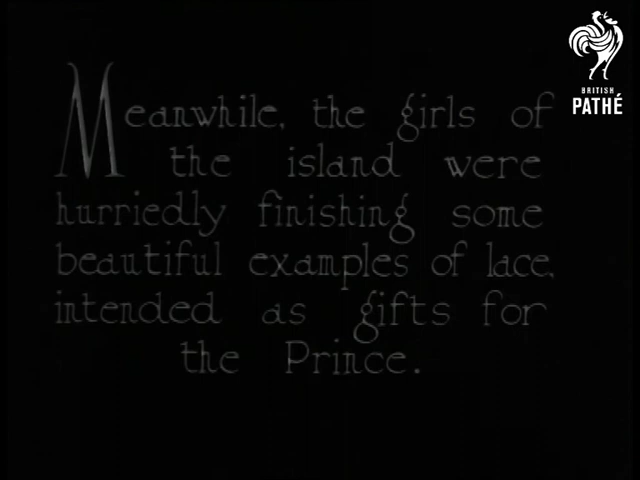 BRITISH
PATHÉ
Meanwhile, the girls of
the island were
hurriedly finishing some
beautiful examples of lace,
intended as gifts for
the Prince.